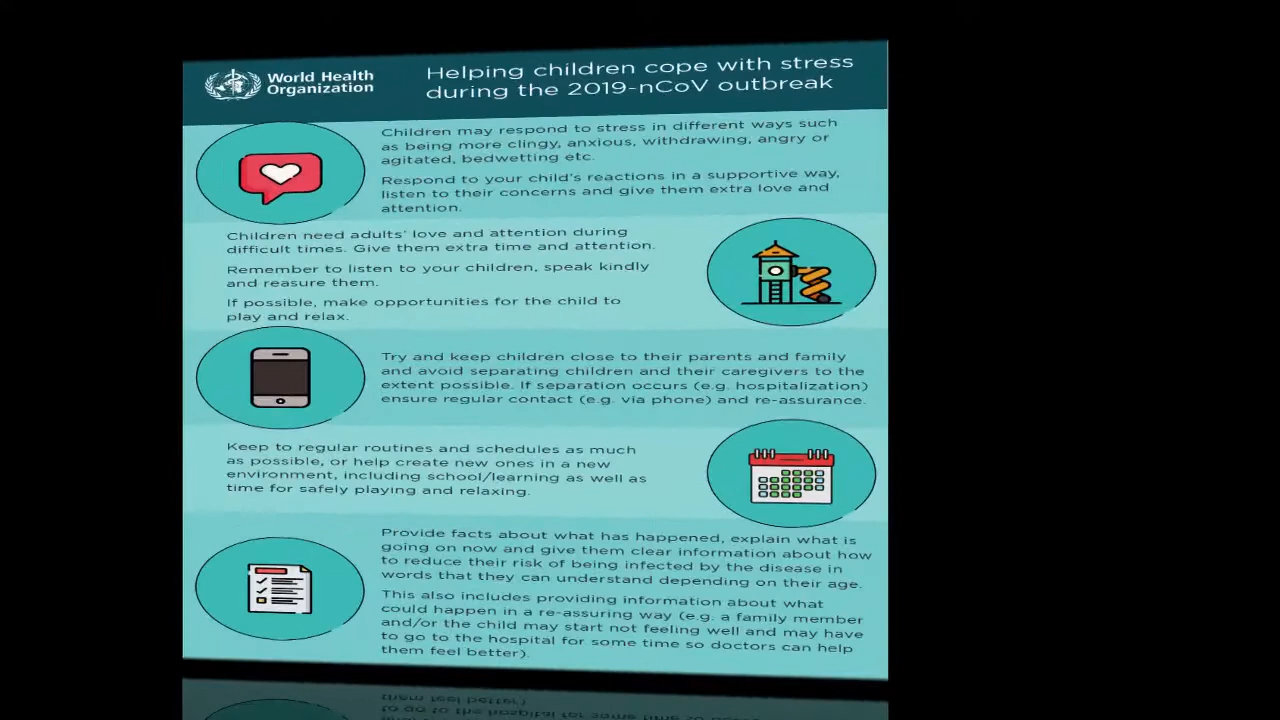 World Health
Organization
Helping children cope with stress
during the 2019-nCoV outbreak
Children may respond to stress in different ways such
as being more clingy, anxious, withdrawing, angry or
agitated, bedwetting etc.
Respond to your child's reactions in a supportive way,
listen to their concerns and give them extra love and
attention.
Children need adults' love and attention during
difficult times. Give them extra time and attention.
Remember to listen to your children, speak kindly
and reasure them.
If possible, make opportunities for the child to
play and relax.
Try and keep children close to their parents and family
and avoid separating children and their caregivers to the
extent possible. If separation occurs (e.g. hospitalization)
ensure regular contact (e.g. via phone) and re-assurance.
Keep to regular routines and schedules as much
as possible, or help create new ones in a new
environment, including school/learning as well as
time for safely playing and relaxing.
Provide facts about what has happened, explain what is
going on now and give them clear information about how
to reduce their risk of being infected by the disease in
words that they can understand depending on their age.
This also includes providing information about what
could happen in a re-assuring way (e.g. a family member
and/or the child may start not feeling well and may have
to go to the hospital for some time so doctors can help
them feel better).